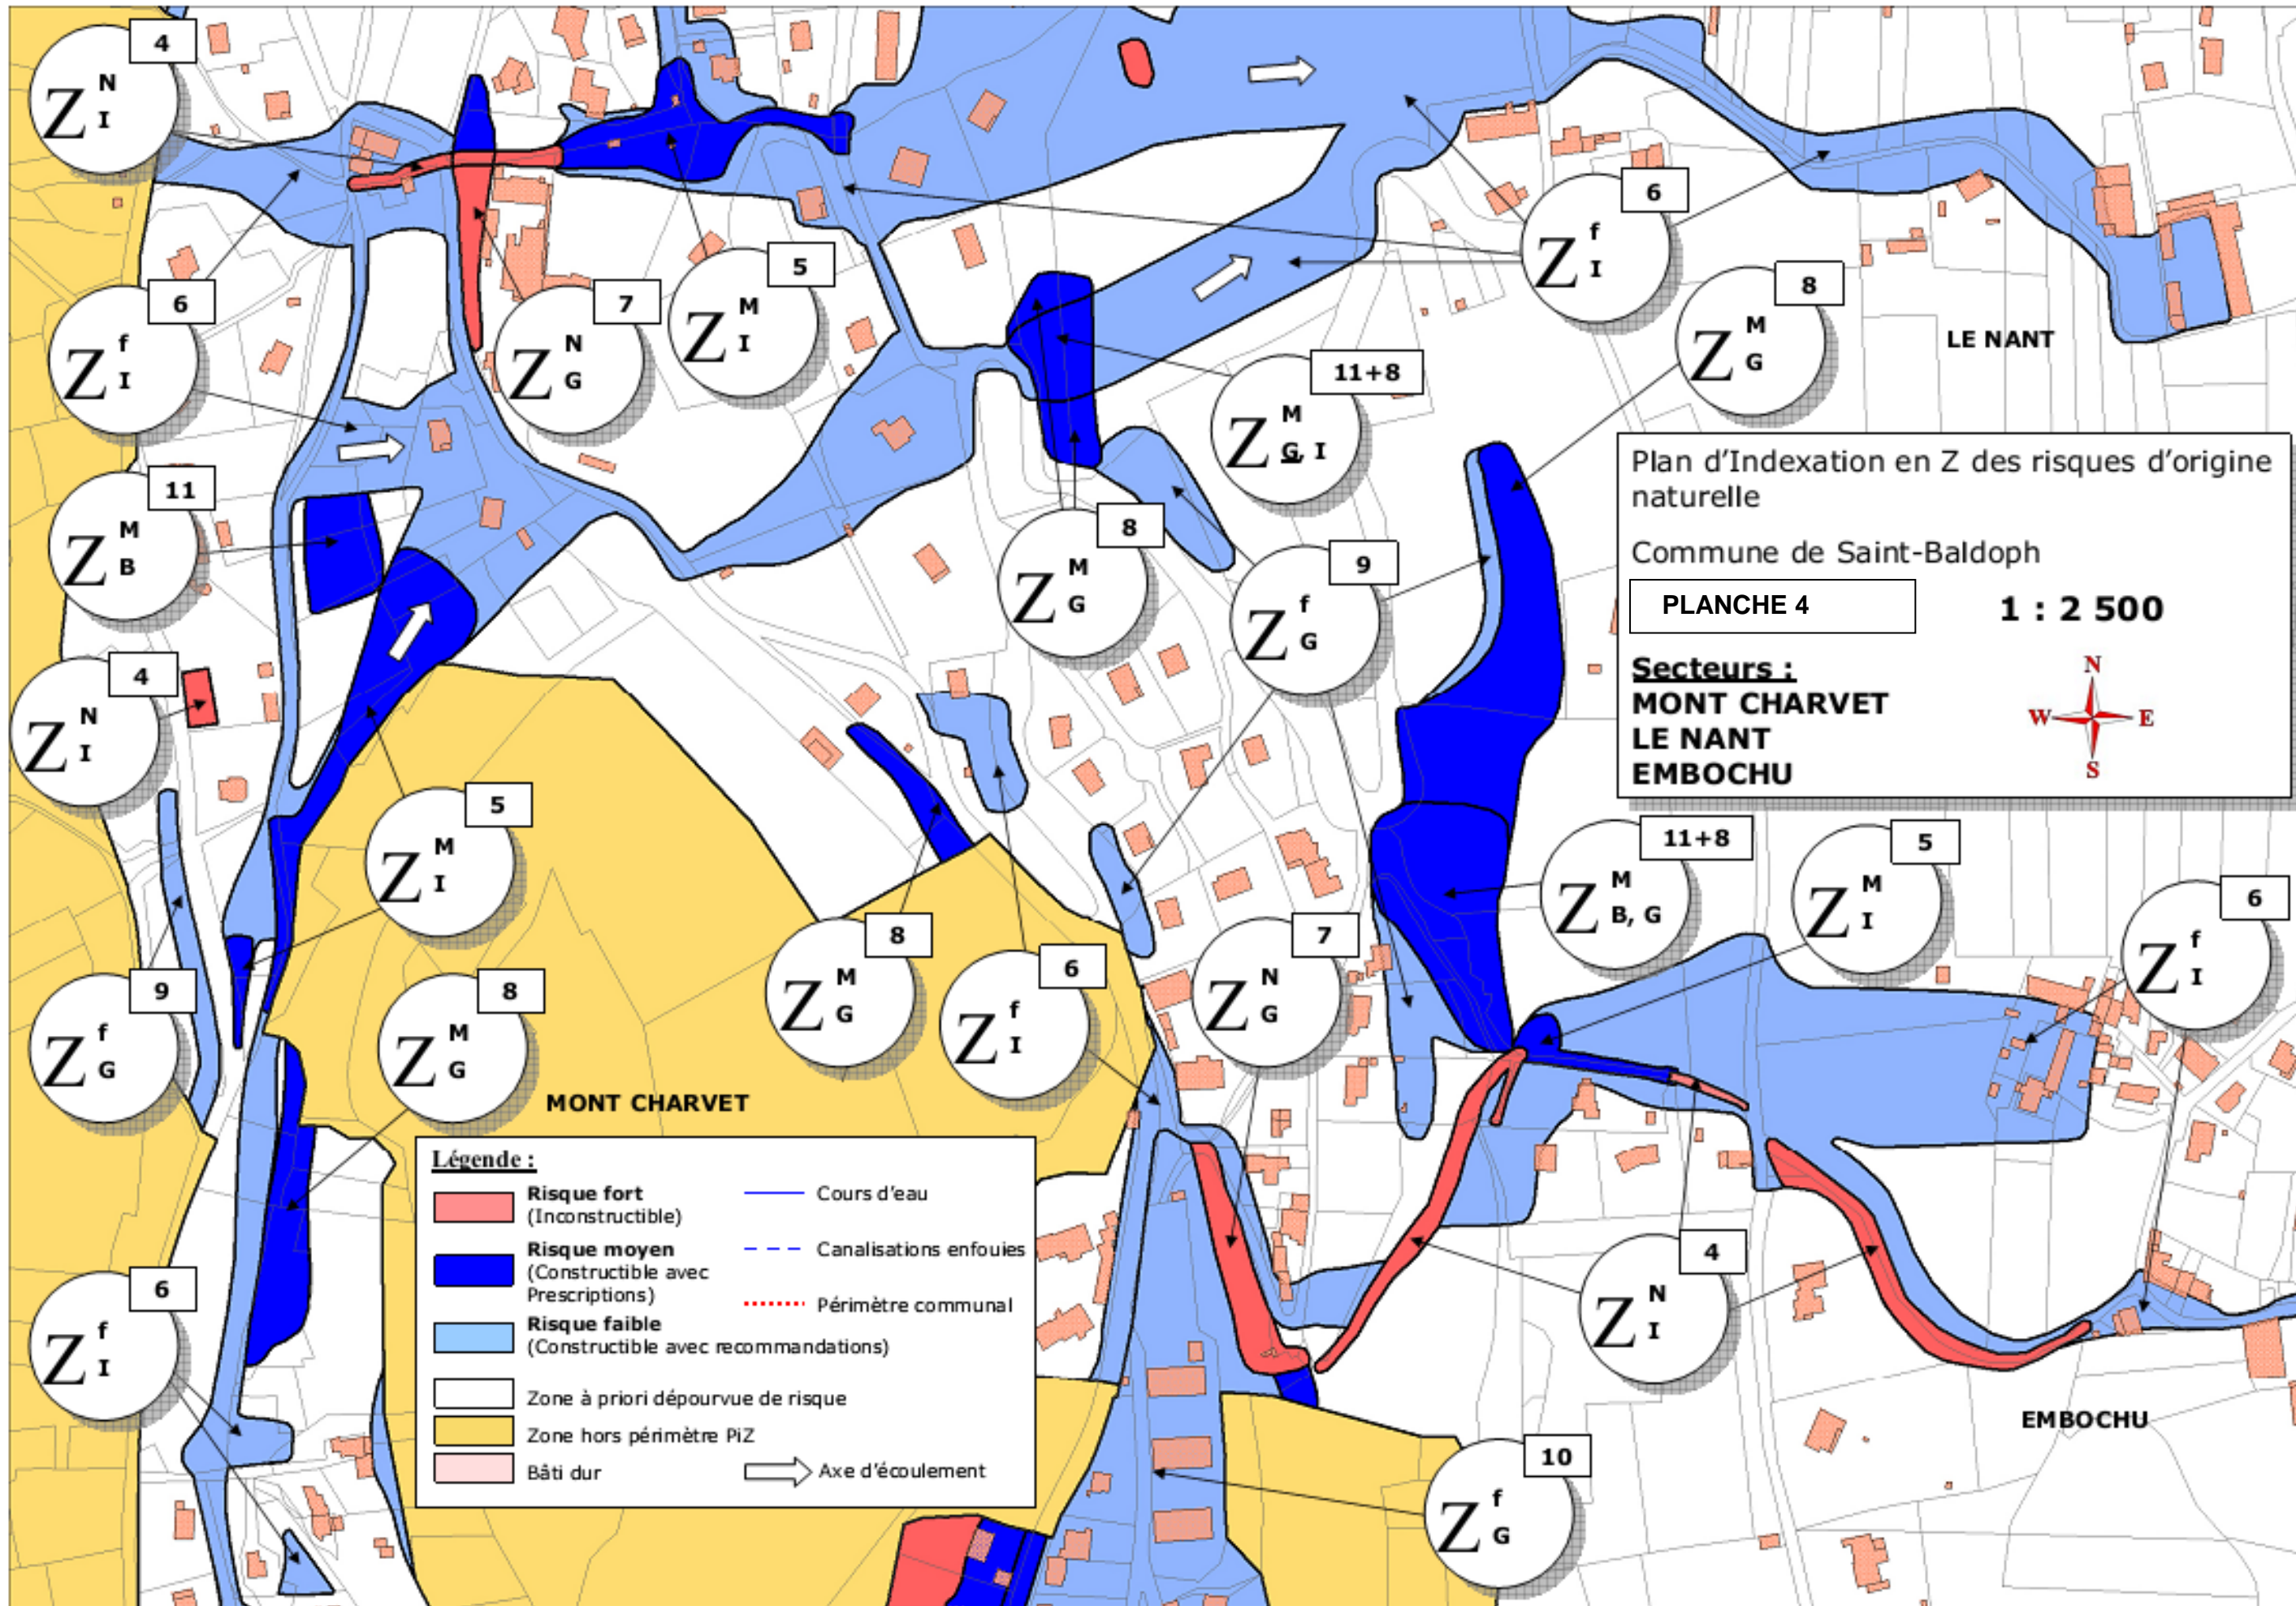 4
Z N I
6
Z f I
7
Z N G
5
Z M I
6
Z f I
8
Z M G
LE NANT
11+8
Z M G, I
11
Z M B
8
Z M G
9
Z f G
Plan d'Indexation en Z des risques d'origine
naturelle
Commune de Saint-Baldoph
PLANCHE 4
1 : 2 500
Secteurs :
MONT CHARVET
LE NANT
EMBOCHU
N
W
E
S
4
Z N I
5
Z M I
11+8
Z M B, G
5
Z M I
6
Z f I
9
Z f G
8
Z M G
8
Z M G
6
Z f I
7
Z N G
MONT CHARVET
Légende :
Risque fort
(Inconstructible)
Risque moyen
(Constructible avec
Prescriptions)
Risque faible
(Constructible avec recommandations)
Zone à priori dépourvue de risque
Zone hors périmètre PiZ
Bâti dur
Cours d'eau
Canalisations enfouies
Périmètre communal
Axe d'écoulement
6
Z f I
4
Z N I
EMBOCHU
10
Z f G